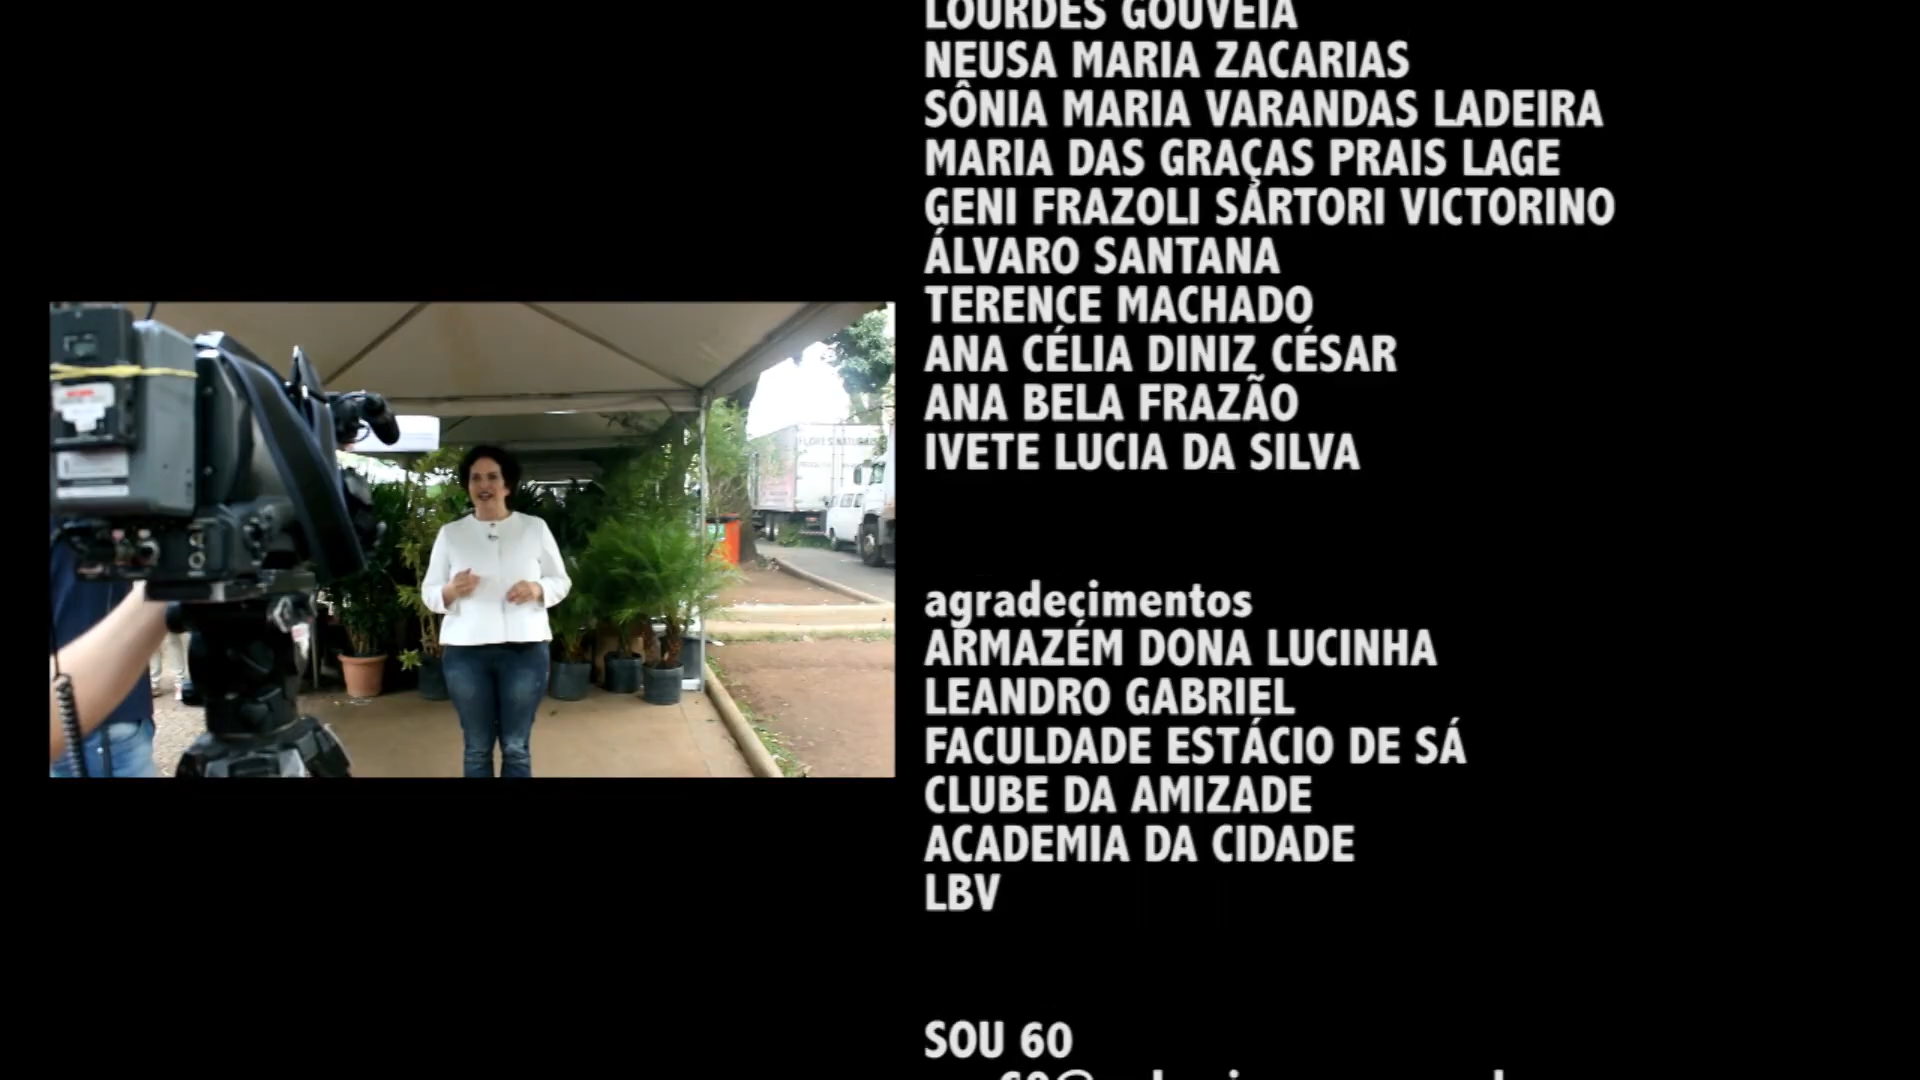 LOURDES GOUVEIA
NEUSA MARIA ZACARIAS
SÔNIA MARIA VARANDAS LADEIRA
MARIA DAS GRAÇAS PRAIS LAGE
GENI FRAZOLI SARTORI VICTORINO
ÁLVARO SANTANA
TERENCE MACHADO
ANA CÉLIA DINIZ CÉSAR
ANA BELA FRAZÃO
IVETE LUCIA DA SILVA
agradecimentos
ARMAZÉM DONA LUCINHA
LEANDRO GABRIEL
FACULDADE ESTÁCIO DE SÁ
CLUBE DA AMIZADE
ACADEMIA DA CIDADE
LBV
SOU 60
FLORES NATURAIS